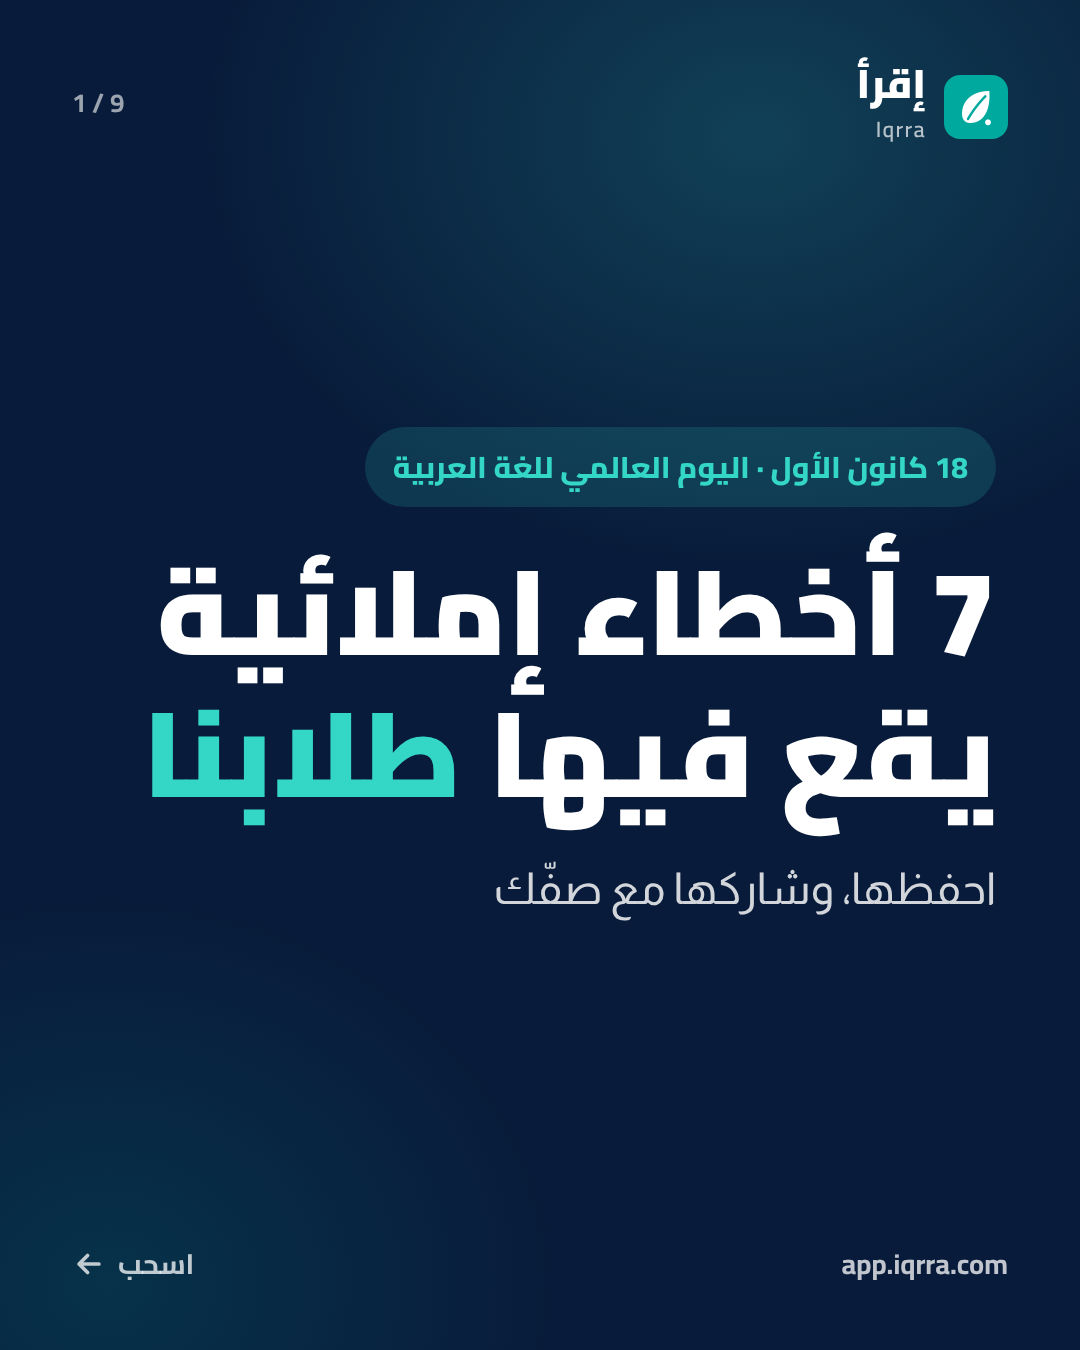 إقرأ
Iqrra
1 / 9
18 كانون الأول · اليوم العالمي للغة العربية
7 أخطاء إملائية
يقع فيها طلابنا
احفظها، وشاركها مع صفّك
app.iqrra.com
اسحب ←